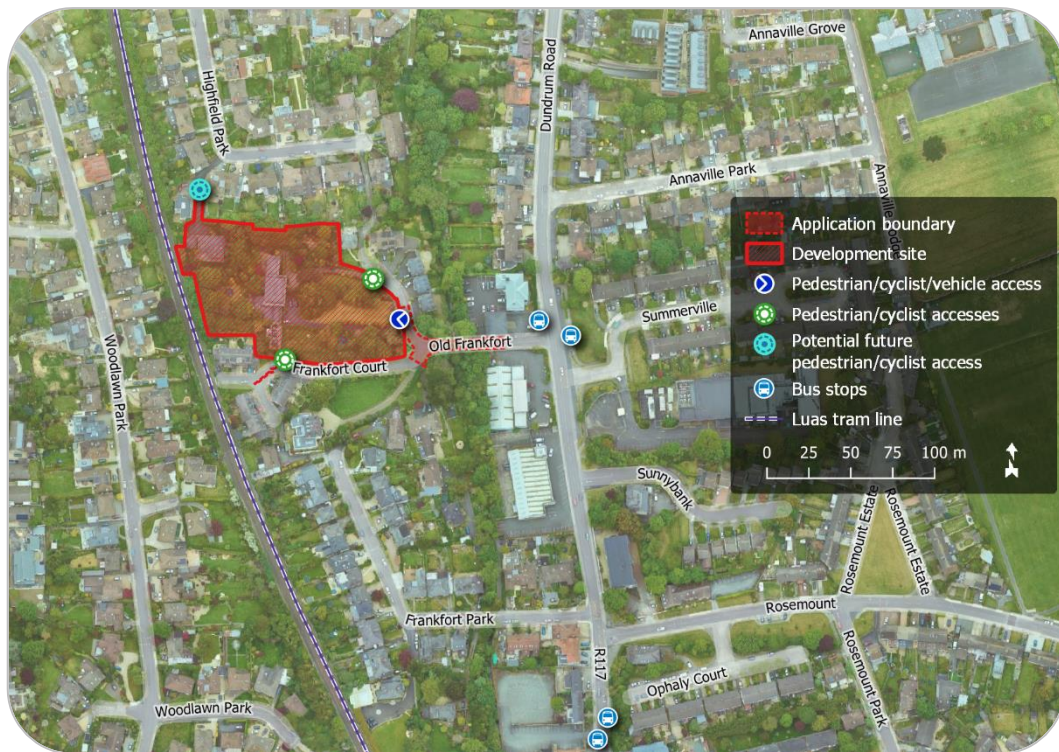 Annaville Grove
Highfield Park
Dundrum Road
Annaville Park
Annaville
Application boundary
Development site
Pedestrian/cyclist/vehicle access
Pedestrian/cyclist accesses
Potential future
pedestrian/cyclist access
Bus stops
Luas tram line
0 25 50 75 100 m
Summerville
Old Frankfort
Frankfort Court
Woodlawn Park
Sunnybank
Rosemount Estate
Rosemount Estate
Rosemount
Frankfort Park
Rosemount Park
R117
Ophaly Court
Woodlawn Park